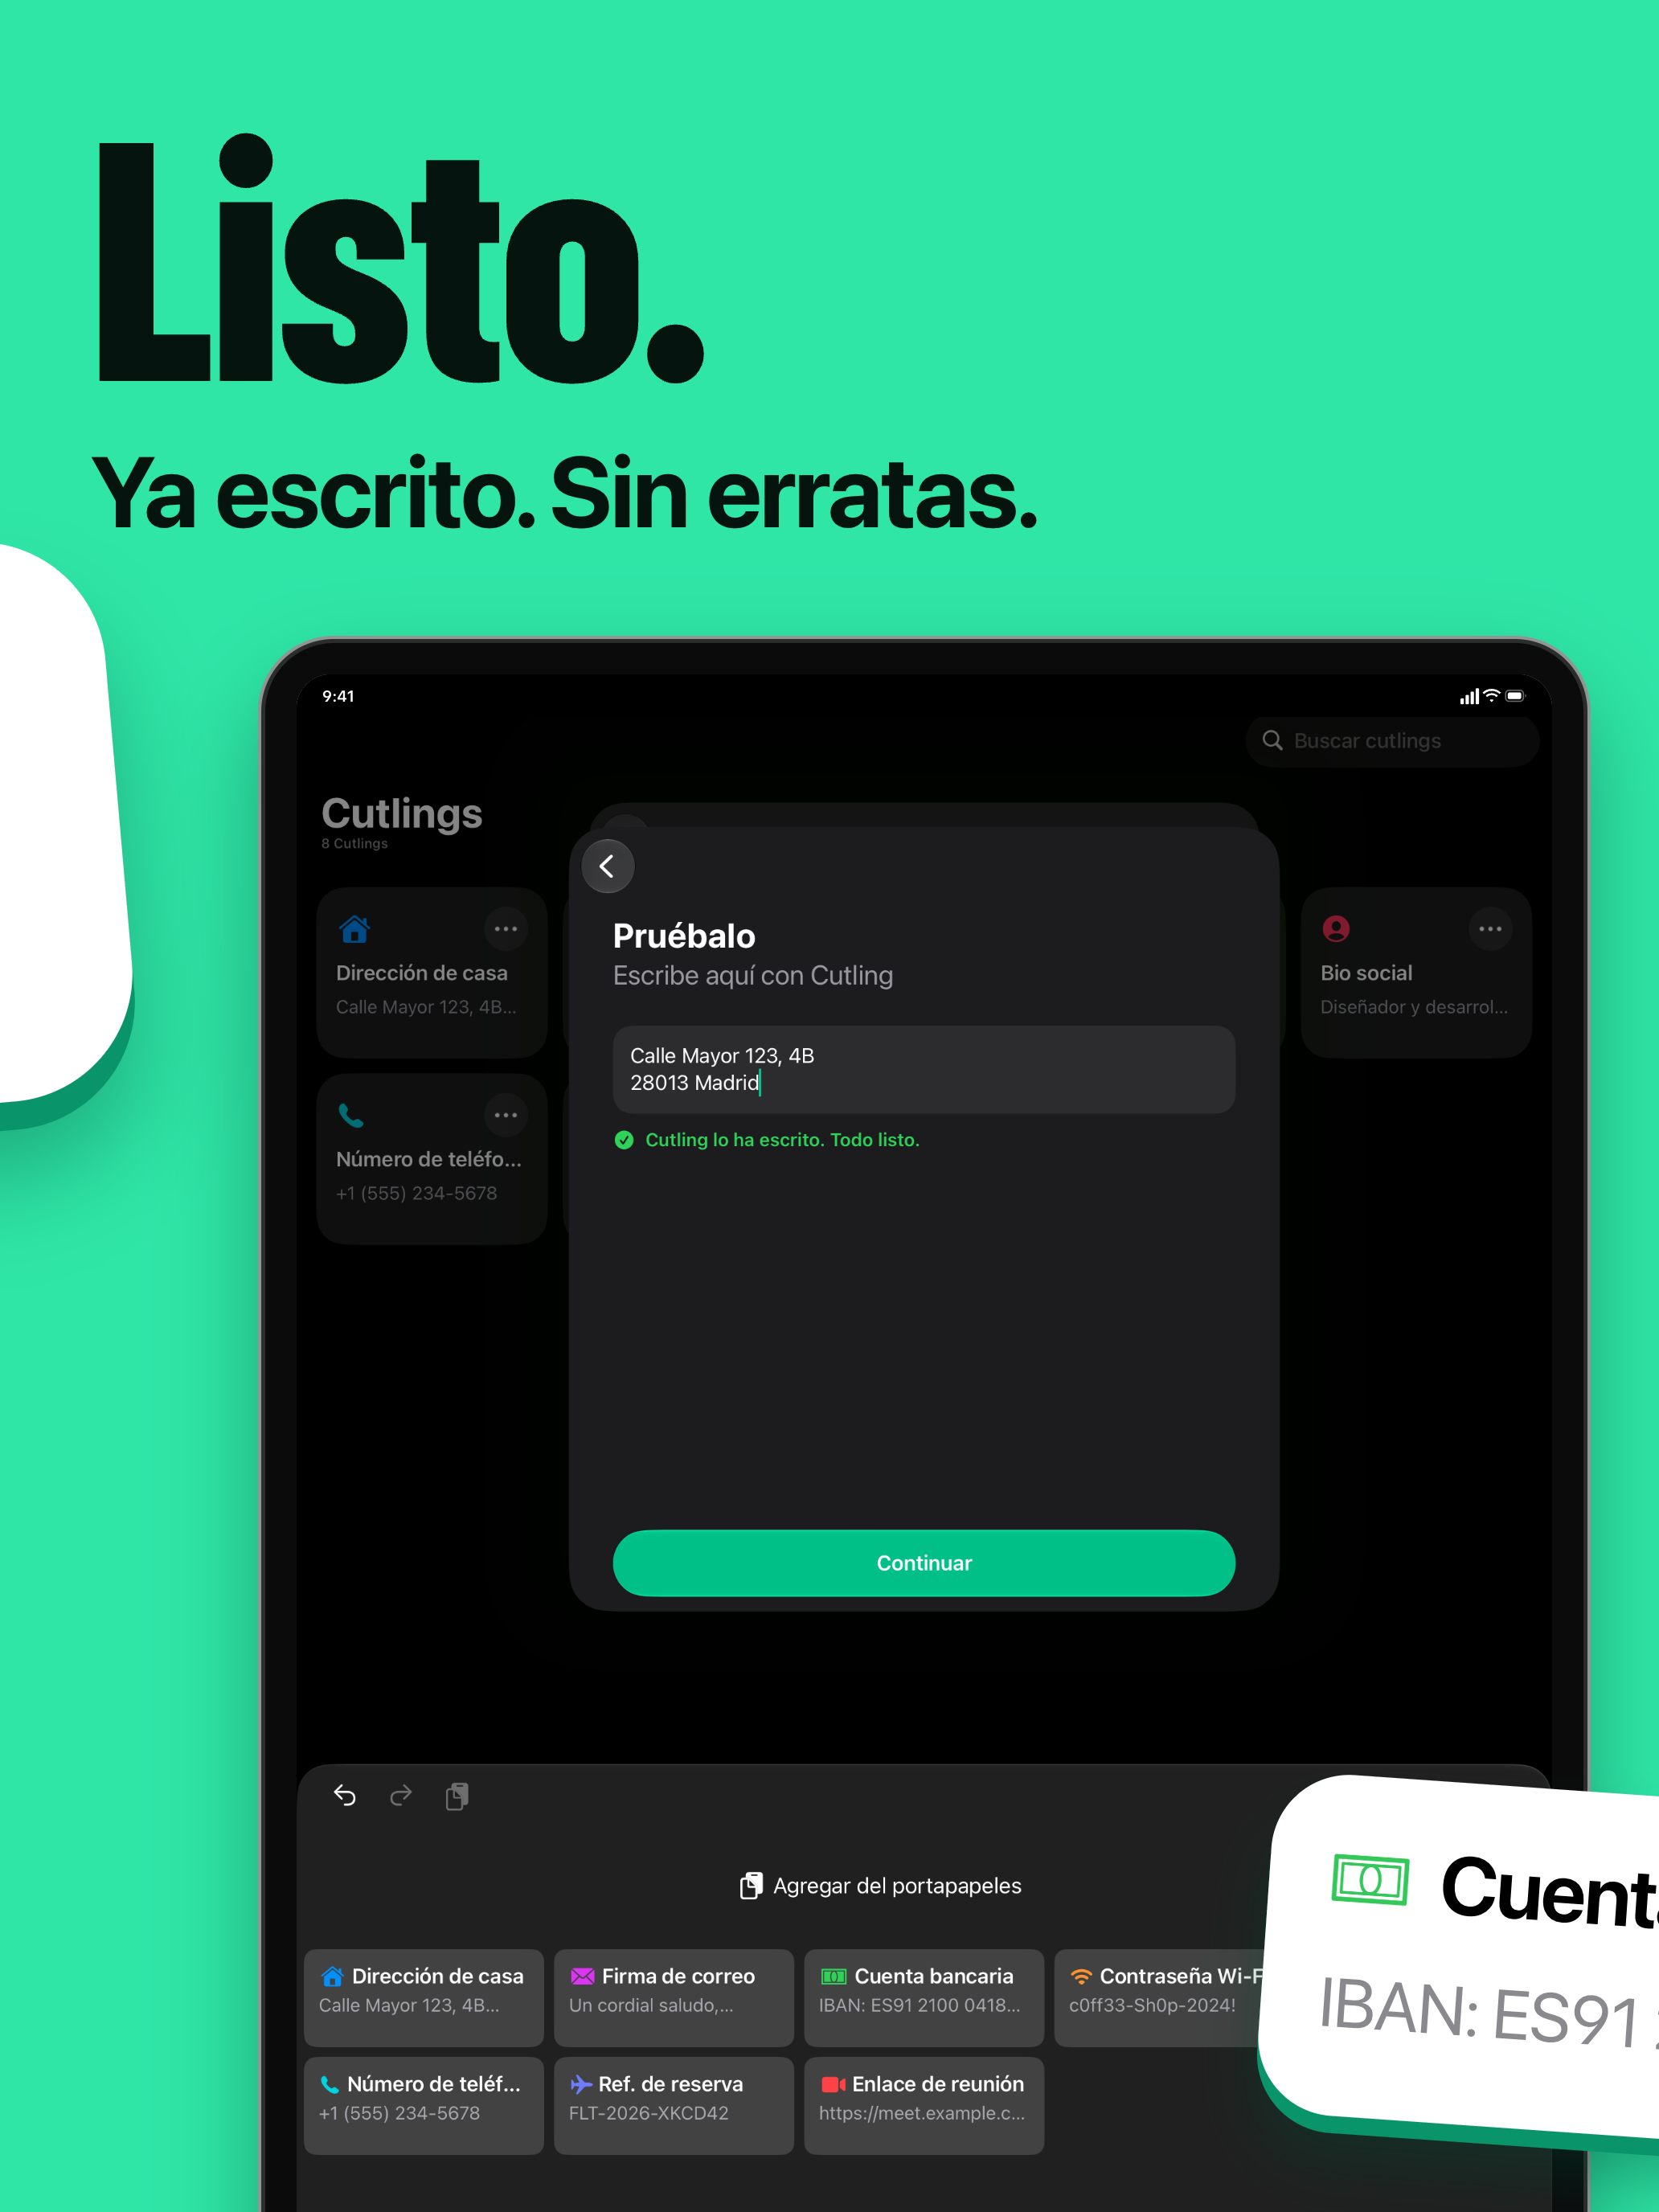 Listo.
Ya escrito. Sin erratas.
9:41
Buscar cutlings
Cutlings
8 Cutlings
Dirección de casa
Calle Mayor 123, 4B...
Número de teléfo...
+1 (555) 234-5678
Pruébalo
Escribe aquí con Cutling
Calle Mayor 123, 4B
28013 Madrid
Cutling lo ha escrito. Todo listo.
Continuar
Bio social
Diseñador y desarrol...
Agregar del portapapeles
Dirección de casa
Calle Mayor 123, 4B...
Firma de correo
Un cordial saludo,...
Cuenta bancaria
IBAN: ES91 2100 0418...
Contraseña Wi-F
c0ff33-Sh0p-2024!
Número de teléf...
+1 (555) 234-5678
Ref. de reserva
FLT-2026-XKCD42
Enlace de reunión
https://meet.example.c...
Cuenta
IBAN: ES91